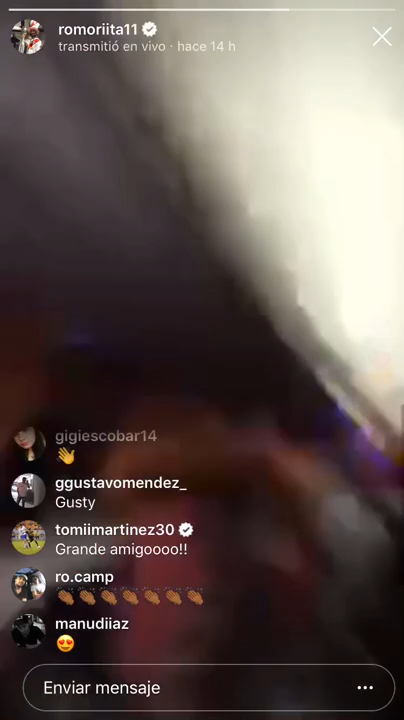 romoriita11
transmitió en vivo · hace 14 h
gigiescobar14
👋
ggustavomendez_
Gusty
tomiimartinez30
Grande amigoooo!!
ro.camp
👏🏾👏🏾👏🏾👏🏾👏🏾👏🏾👏🏾
manudiiaz
😍
Enviar mensaje